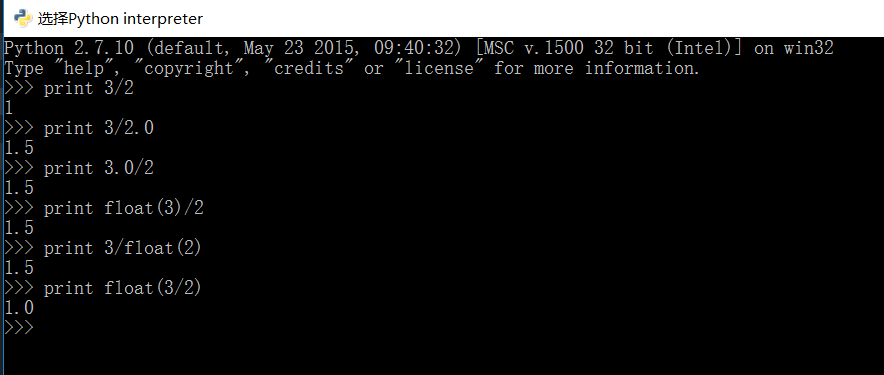 选择Python interpreter
Python 2.7.10 (default, May 23 2015, 09:40:32) [MSC v.1500 32 bit (Intel)] on win32
Type "help", "copyright", "credits" or "license" for more information.
>>> print 3/2
1
>>> print 3/2.0
1.5
>>> print 3.0/2
1.5
>>> print float(3)/2
1.5
>>> print 3/float(2)
1.5
>>> print float(3/2)
1.0
>>>